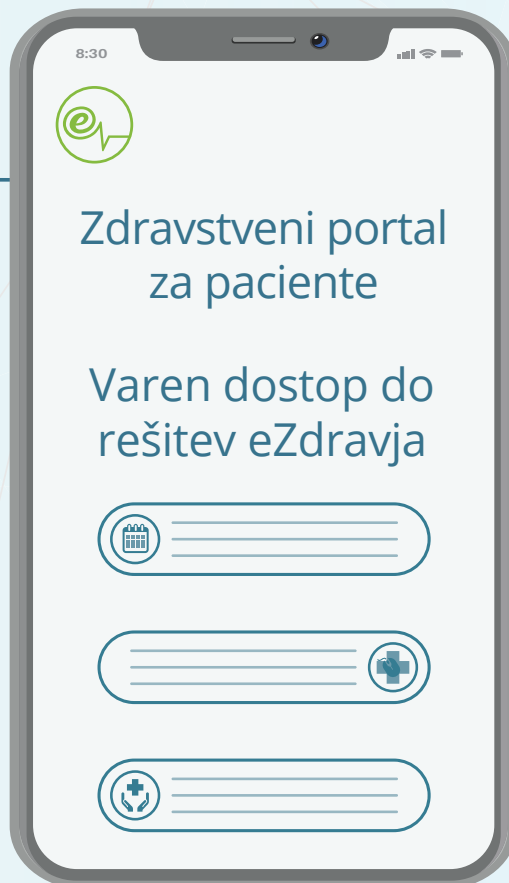 8:30
e
Zdravstveni portal
za paciente
Varen dostop do
rešitev eZdravja